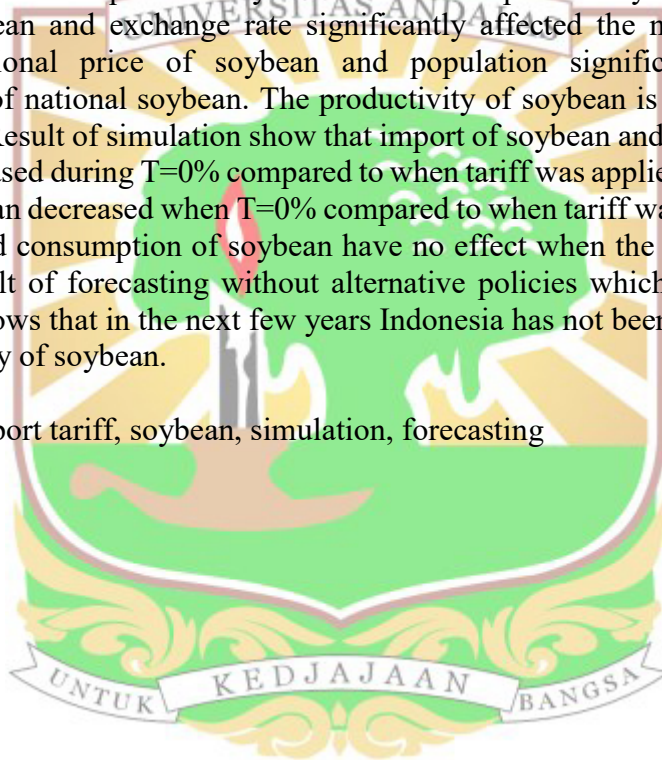 UNIVERSITAS ANDALAS
ean and exchange rate significantly affected the
ional price of soybean and population
of national soybean. The productivity of soybean is
Result of simulation show that import of soybean and
ased during T=0% compared to when tariff was applie
an decreased when T=0% compared to when tariff wa
d consumption of soybean have no effect when the
lt of forecasting without alternative policies which
ows that in the next few years Indonesia has not been
y of soybean.
port tariff, soybean, simulation, forecasting
UNTUK KEDJAJAAN BANGSA